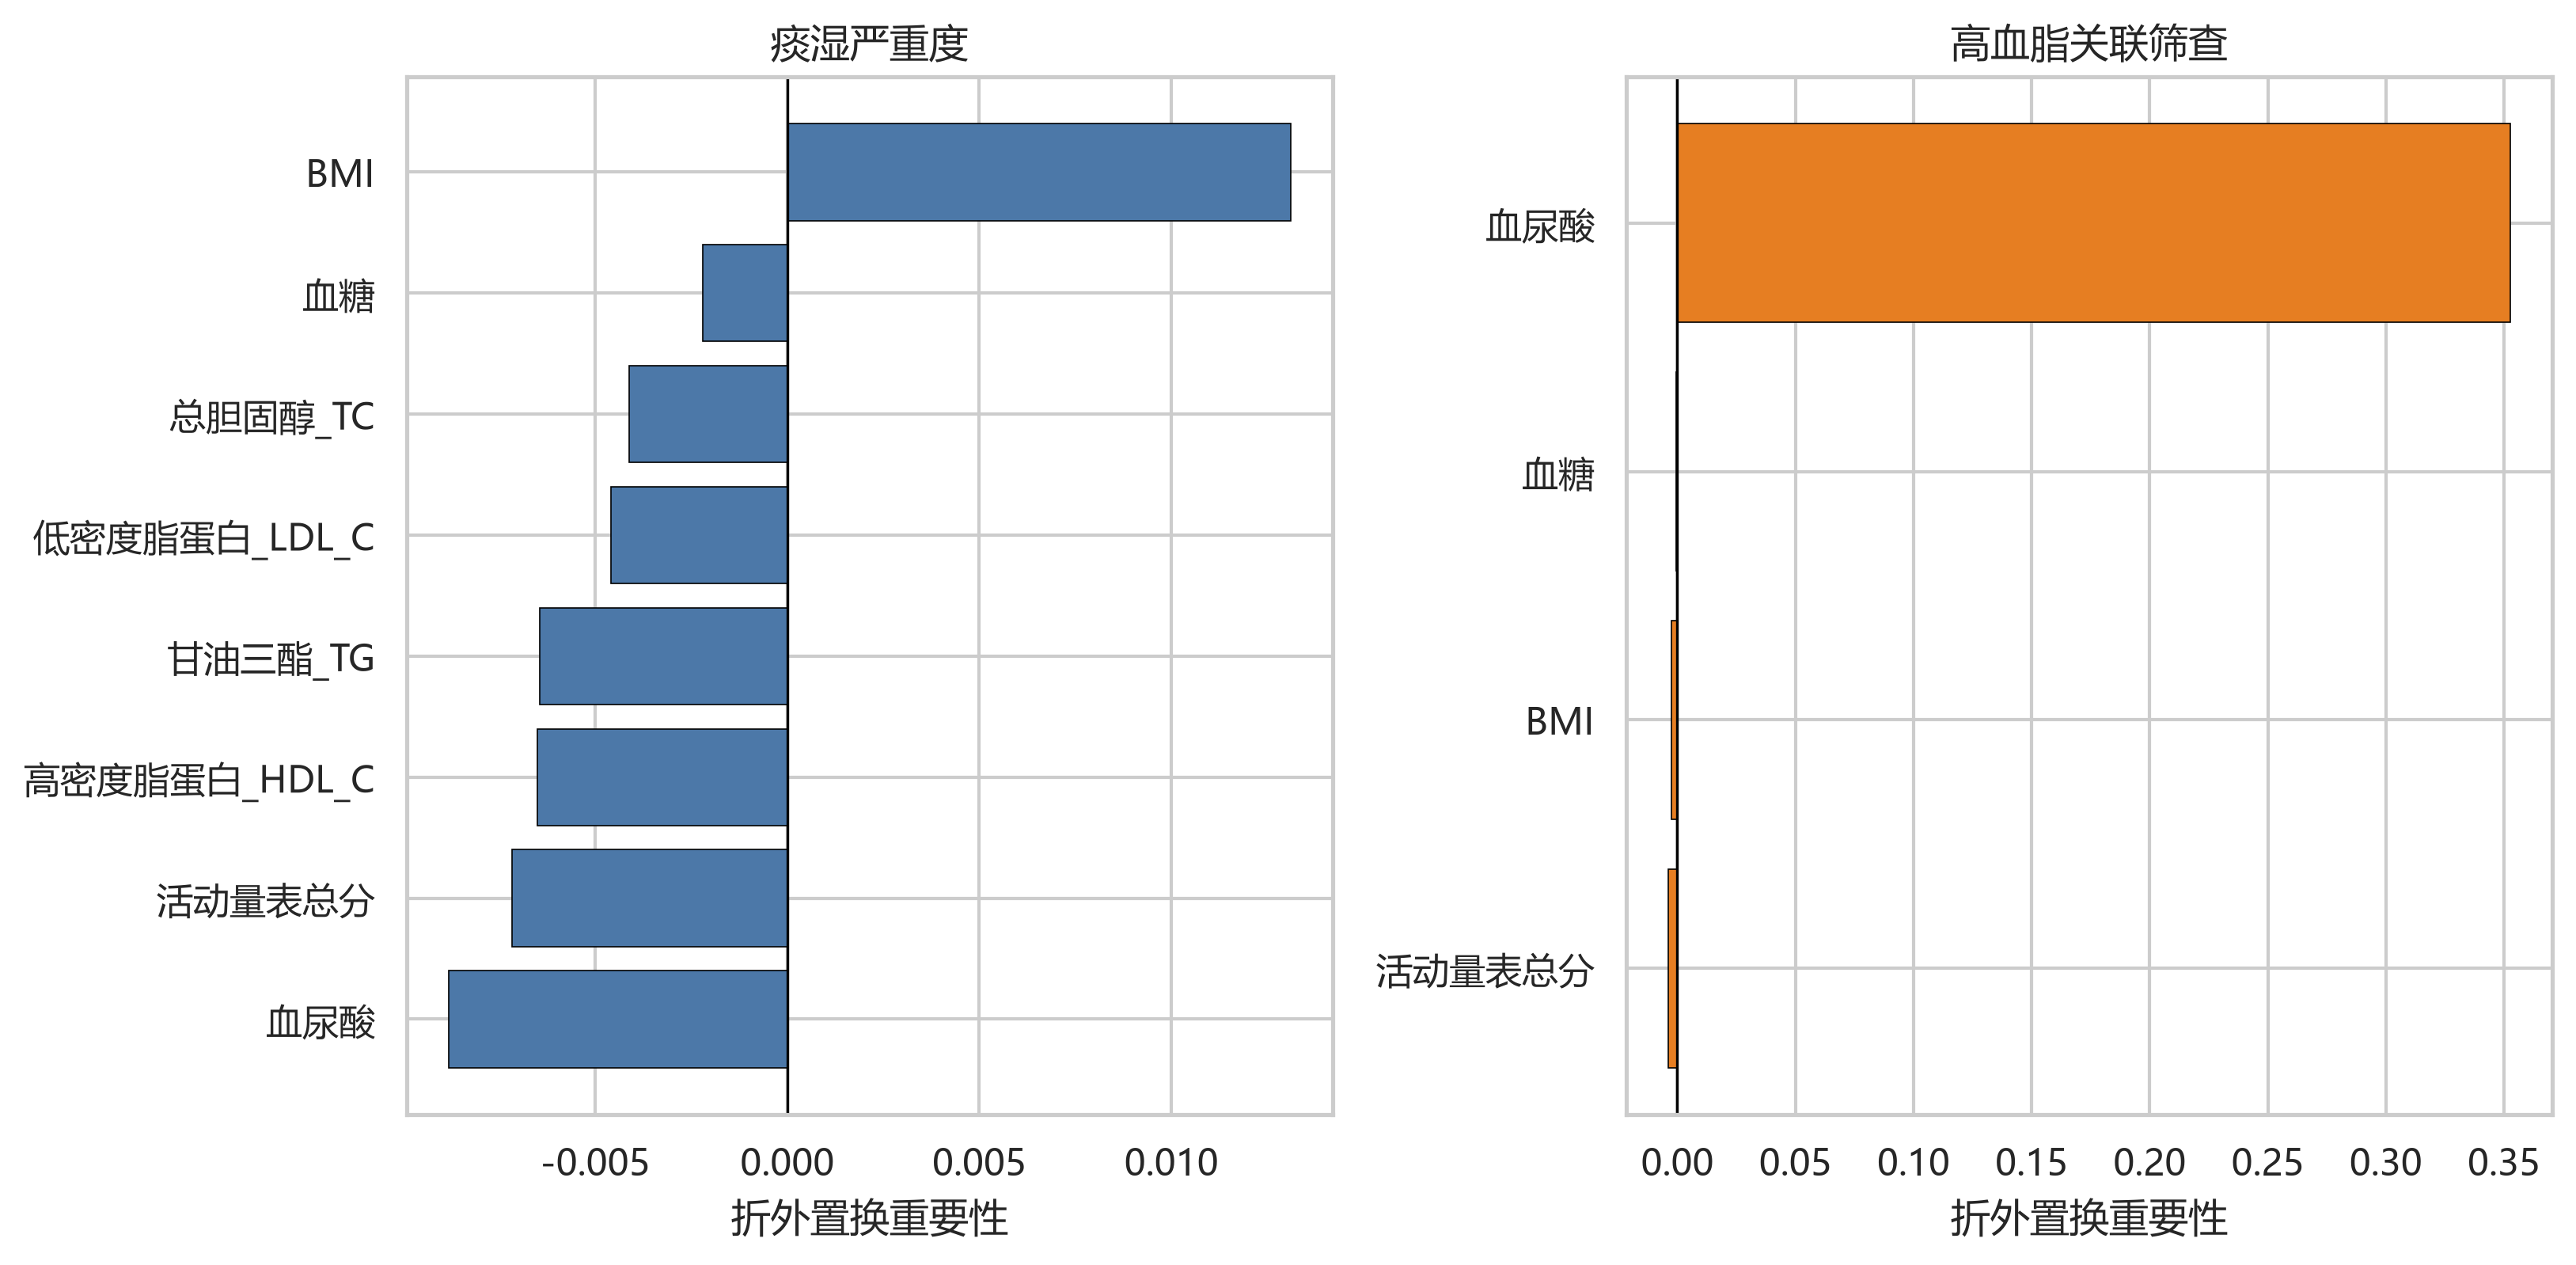 痰湿严重度
BMI
血糖
总胆固醇_TC
低密度脂蛋白_LDL_C
甘油三酯_TG
高密度脂蛋白_HDL_C
活动量表总分
血尿酸
-0.005 0.000 0.005 0.010
折外置换重要性
高血脂关联筛查
血尿酸
血糖
BMI
活动量表总分
0.00 0.05 0.10 0.15 0.20 0.25 0.30 0.35
折外置换重要性